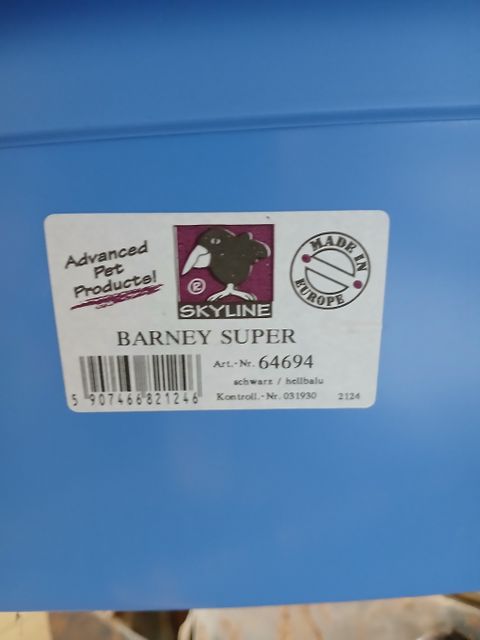 Advanced
Pet
Products!
®
SKYLINE
MADE IN
EUROPE
BARNEY SUPER
Art.-Nr. 64694
schwarz / hellbalu
5 907466 821246
Kontroll.-Nr. 031930 2124